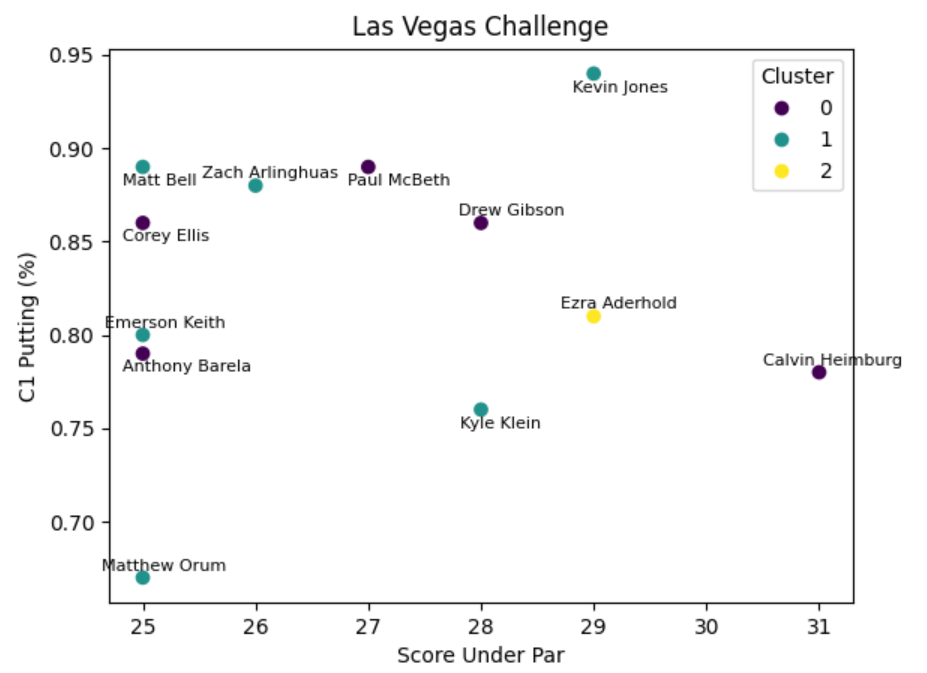 Las Vegas Challenge
C1 Putting (%)
0.95
0.90
0.85
0.80
0.75
0.70
Cluster
0
1
2
Kevin Jones
Zach Arlinghuas
Matt Bell
Paul McBeth
Drew Gibson
Corey Ellis
Ezra Aderhold
Emerson Keith
Anthony Barela
Calvin Heimburg
Kyle Klein
Matthew Orum
25 26 27 28 29 30 31
Score Under Par